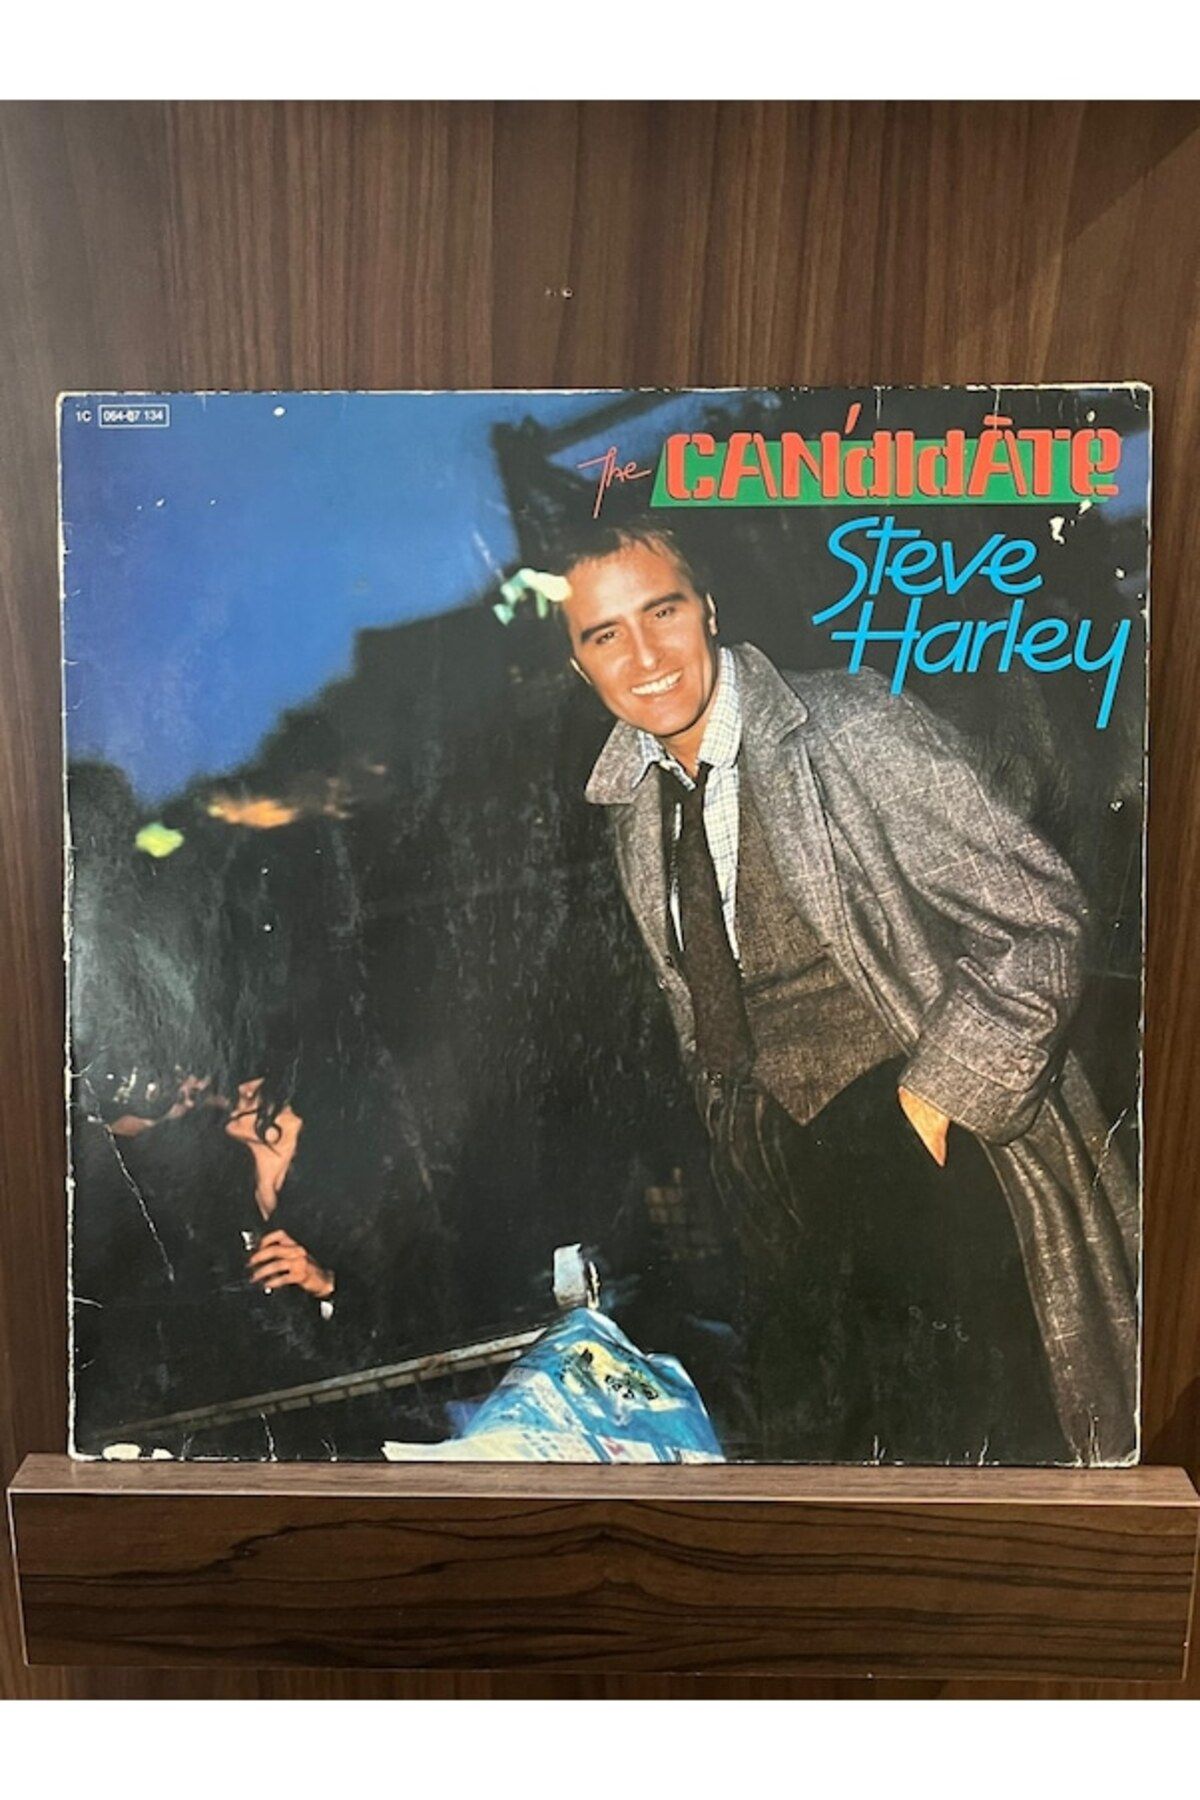 1C 064-07 134
The CANdIdATE
Steve
Harley